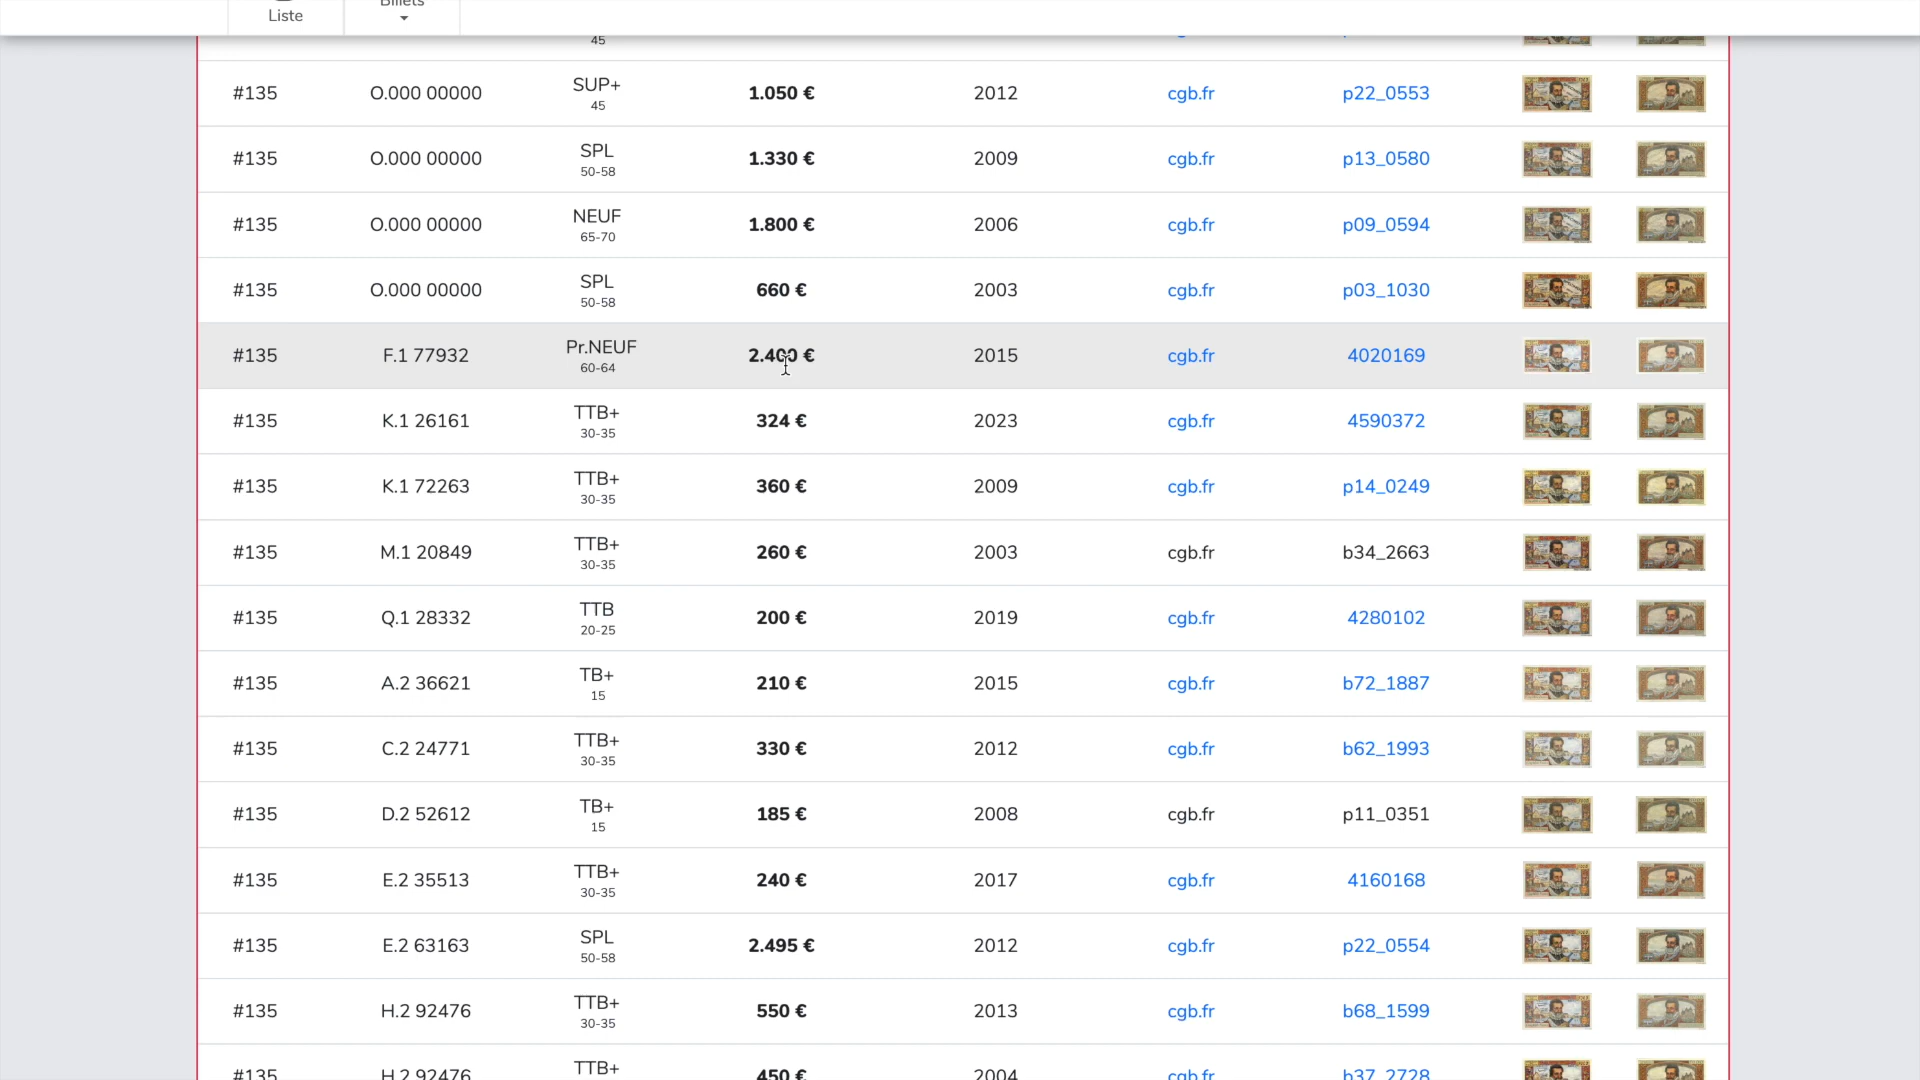 Billets
Liste
45
#135 O.000 00000 SUP+ 45 1.050 € 2012 cgb.fr p22_0553
#135 O.000 00000 SPL 50-58 1.330 € 2009 cgb.fr p13_0580
#135 O.000 00000 NEUF 65-70 1.800 € 2006 cgb.fr p09_0594
#135 O.000 00000 SPL 50-58 660 € 2003 cgb.fr p03_1030
#135 F.1 77932 Pr.NEUF 60-64 2.400 € 2015 cgb.fr 4020169
#135 K.1 26161 TTB+ 30-35 324 € 2023 cgb.fr 4590372
#135 K.1 72263 TTB+ 30-35 360 € 2009 cgb.fr p14_0249
#135 M.1 20849 TTB+ 30-35 260 € 2003 cgb.fr b34_2663
#135 Q.1 28332 TTB 20-25 200 € 2019 cgb.fr 4280102
#135 A.2 36621 TB+ 15 210 € 2015 cgb.fr b72_1887
#135 C.2 24771 TTB+ 30-35 330 € 2012 cgb.fr b62_1993
#135 D.2 52612 TB+ 15 185 € 2008 cgb.fr p11_0351
#135 E.2 35513 TTB+ 30-35 240 € 2017 cgb.fr 4160168
#135 E.2 63163 SPL 50-58 2.495 € 2012 cgb.fr p22_0554
#135 H.2 92476 TTB+ 30-35 550 € 2013 cgb.fr b68_1599
#135 H.2 92476 TTB+ 450 € 2004 cgb.fr b37_2728